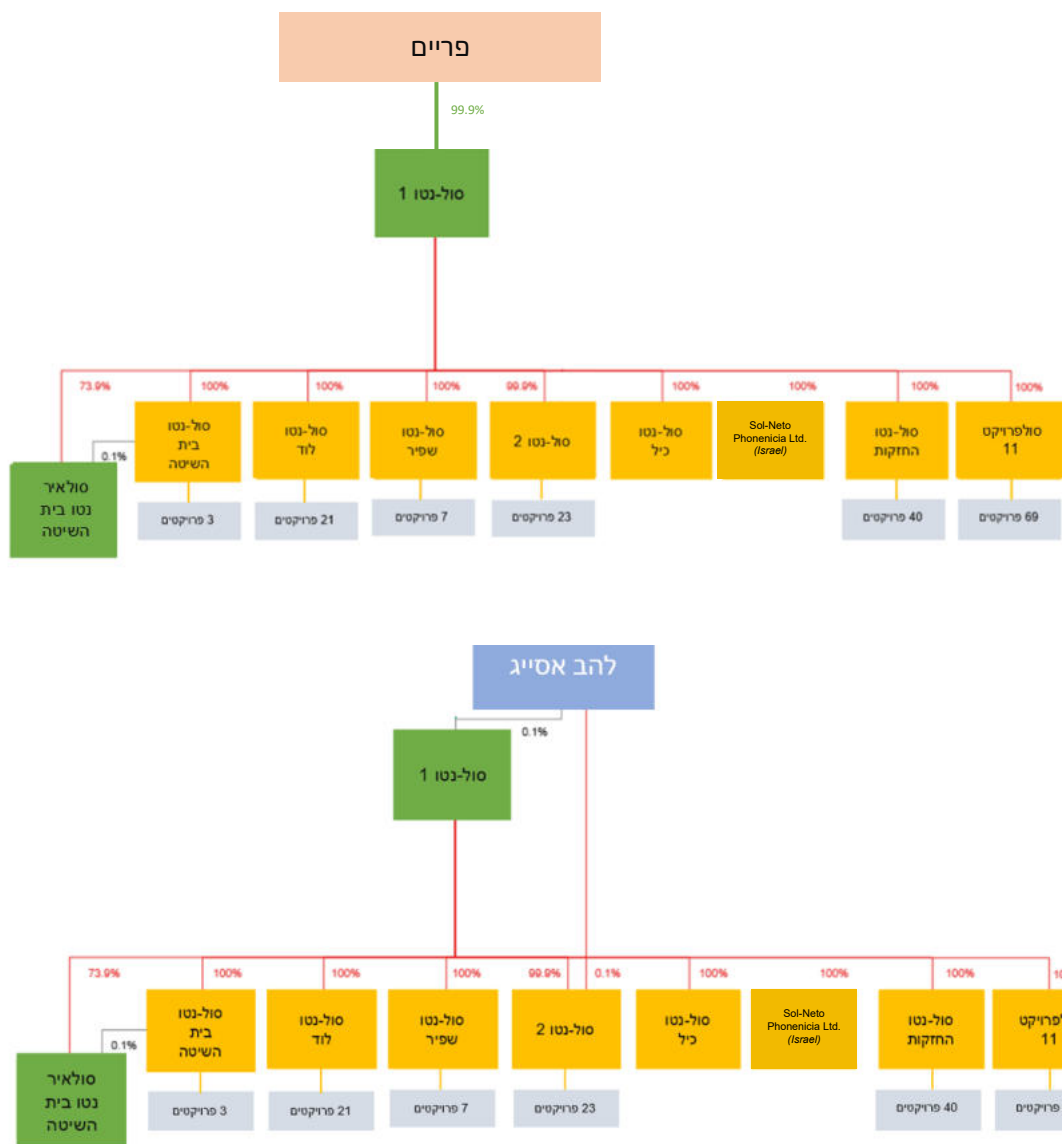 פריים
99.9%
סול-נטו 1
73.9%
100%
100%
100%
99.9%
100%
100%
100%
100%
0.1%
סולאיר
נטו בית
השיטה
סול-נטו
בית
השיטה
סול-נטו
לוד
סול-נטו
שפיר
סול-נטו 2
סול-נטו
כיל
Sol-Neto
Phonenicia Ltd.
(Israel)
סול-נטו
החזקות
סולפרויקט
11
3 פרויקטים
21 פרויקטים
7 פרויקטים
23 פרויקטים
40 פרויקטים
69 פרויקטים
להב אסייג
0.1%
סול-נטו 1
73.9%
100%
100%
100%
99.9%
0.1%
100%
100%
100%
0.1%
סולאיר
נטו בית
השיטה
סול-נטו
בית
השיטה
סול-נטו
לוד
סול-נטו
שפיר
סול-נטו 2
סול-נטו
כיל
Sol-Neto
Phonenicia Ltd.
(Israel)
סול-נטו
החזקות
לפרויקט
11
3 פרויקטים
21 פרויקטים
7 פרויקטים
23 פרויקטים
40 פרויקטים